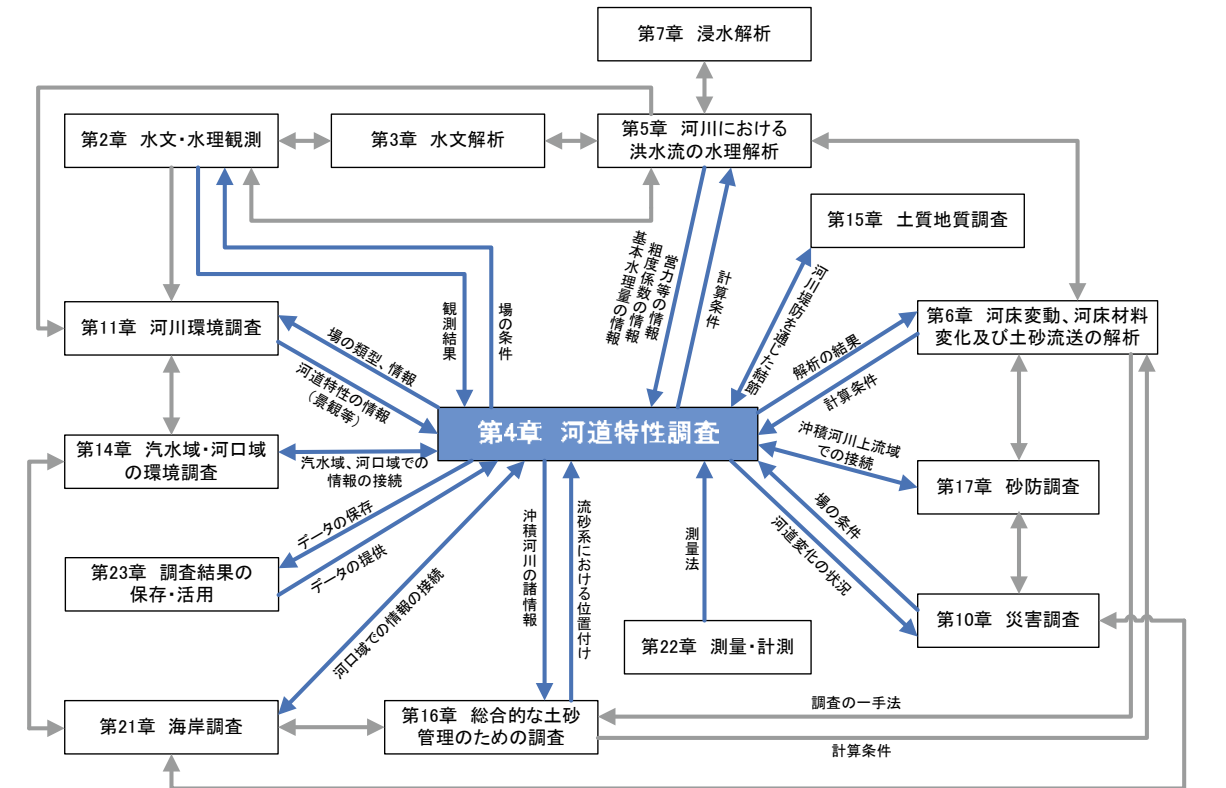 第7章 浸水解析
第2章 水文・水理観測
第3章 水文解析
第5章 河川における
洪水流の水理解析
第15章 土質地質調査
営力等の情報
粗度係数の情報
基本水理量の情報
計算条件
河川堤防を通じた結節
観測結果
場の条件
第11章 河川環境調査
場の類型、情報
河道特性の情報
（景観等）
第6章 河床変動、河床材料
変化及び土砂流送の解析
解析の結果
計算条件
第4章 河道特性調査
沖積河川上流域
での接続
第14章 汽水域・河口域
の環境調査
汽水域、河口域での
情報の接続
第17章 砂防調査
データの保存
データの提供
第23章 調査結果の
保存・活用
河口域での情報の接続
沖積河川の諸情報
流砂系における位置付け
測量法
場の条件
河道変化の状況
第22章 測量・計測
第10章 災害調査
第21章 海岸調査
第16章 総合的な土砂
管理のための調査
調査の一手法
計算条件